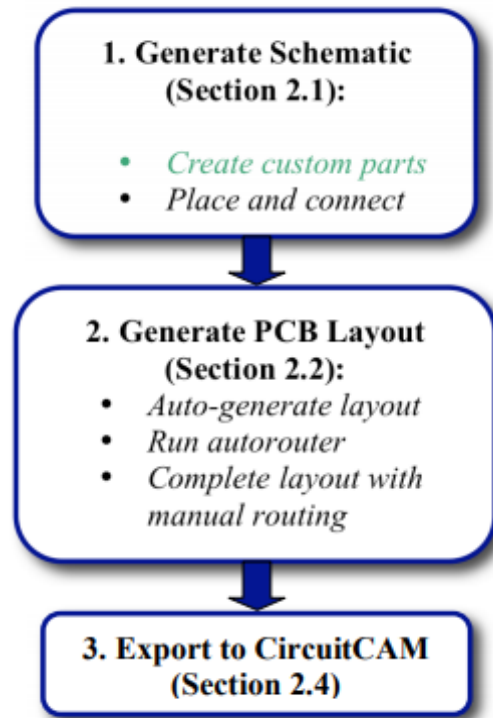 1. Generate Schematic
(Section 2.1):
• Create custom parts
• Place and connect
2. Generate PCB Layout
(Section 2.2):
• Auto-generate layout
• Run autorouter
• Complete layout with
manual routing
3. Export to CircuitCAM
(Section 2.4)